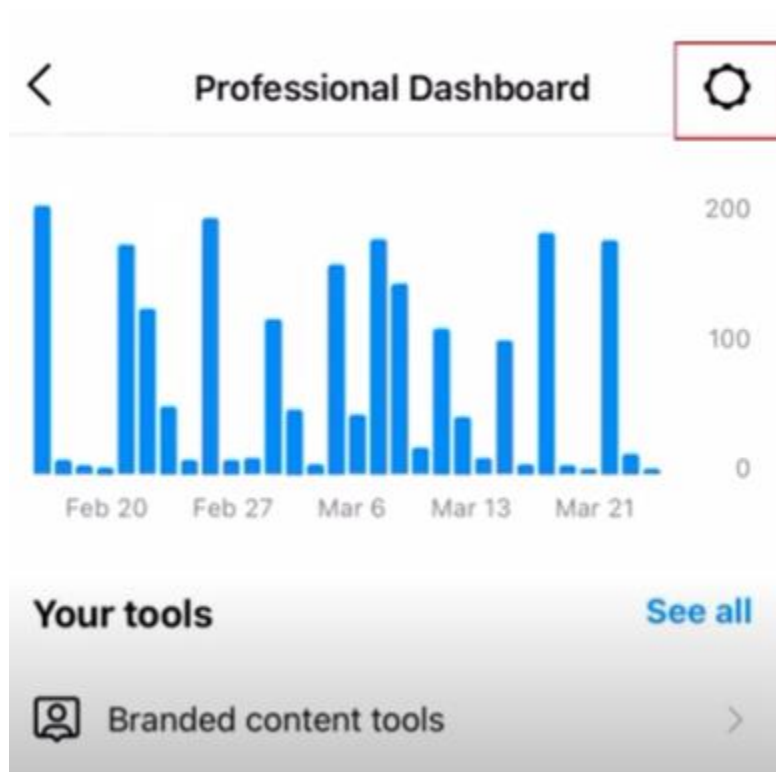 Professional Dashboard
200
100
0
Feb 20 Feb 27 Mar 6 Mar 13 Mar 21
Your tools See all
Branded content tools